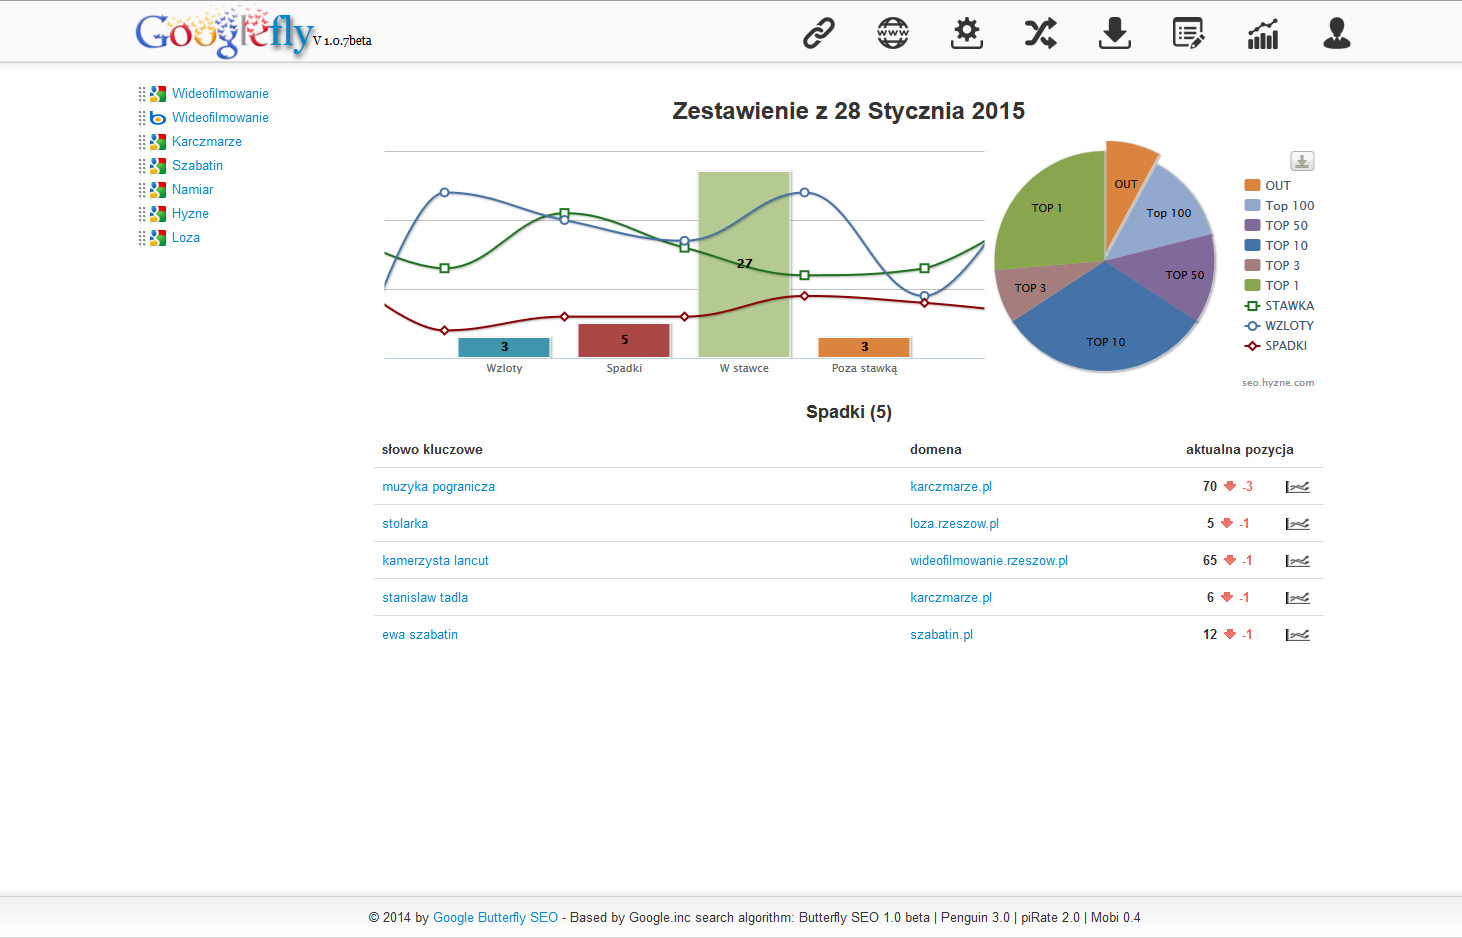 Googlefly V 1.0.7beta
WWW
Wideofilmowanie
Wideofilmowanie
Karczmarze
Szabatin
Namiar
Hyzne
Loza
Zestawienie z 28 Stycznia 2015
3
5
27
3
Wzloty
Spadki
W stawce
Poza stawką
OUT
Top 100
TOP 50
TOP 10
TOP 3
TOP 1
OUT
Top 100
TOP 50
TOP 10
TOP 3
TOP 1
STAWKA
WZLOTY
SPADKI
seo.hyzne.com
Spadki (5)
słowo kluczowe domena aktualna pozycja
muzyka pogranicza karczmarze.pl 70 -3
stolarka loza.rzeszow.pl 5 -1
kamerzysta lancut wideofilmowanie.rzeszow.pl 65 -1
stanislaw tadla karczmarze.pl 6 -1
ewa szabatin szabatin.pl 12 -1
© 2014 by Google Butterfly SEO - Based by Google.inc search algorithm: Butterfly SEO 1.0 beta | Penguin 3.0 | piRate 2.0 | Mobi 0.4